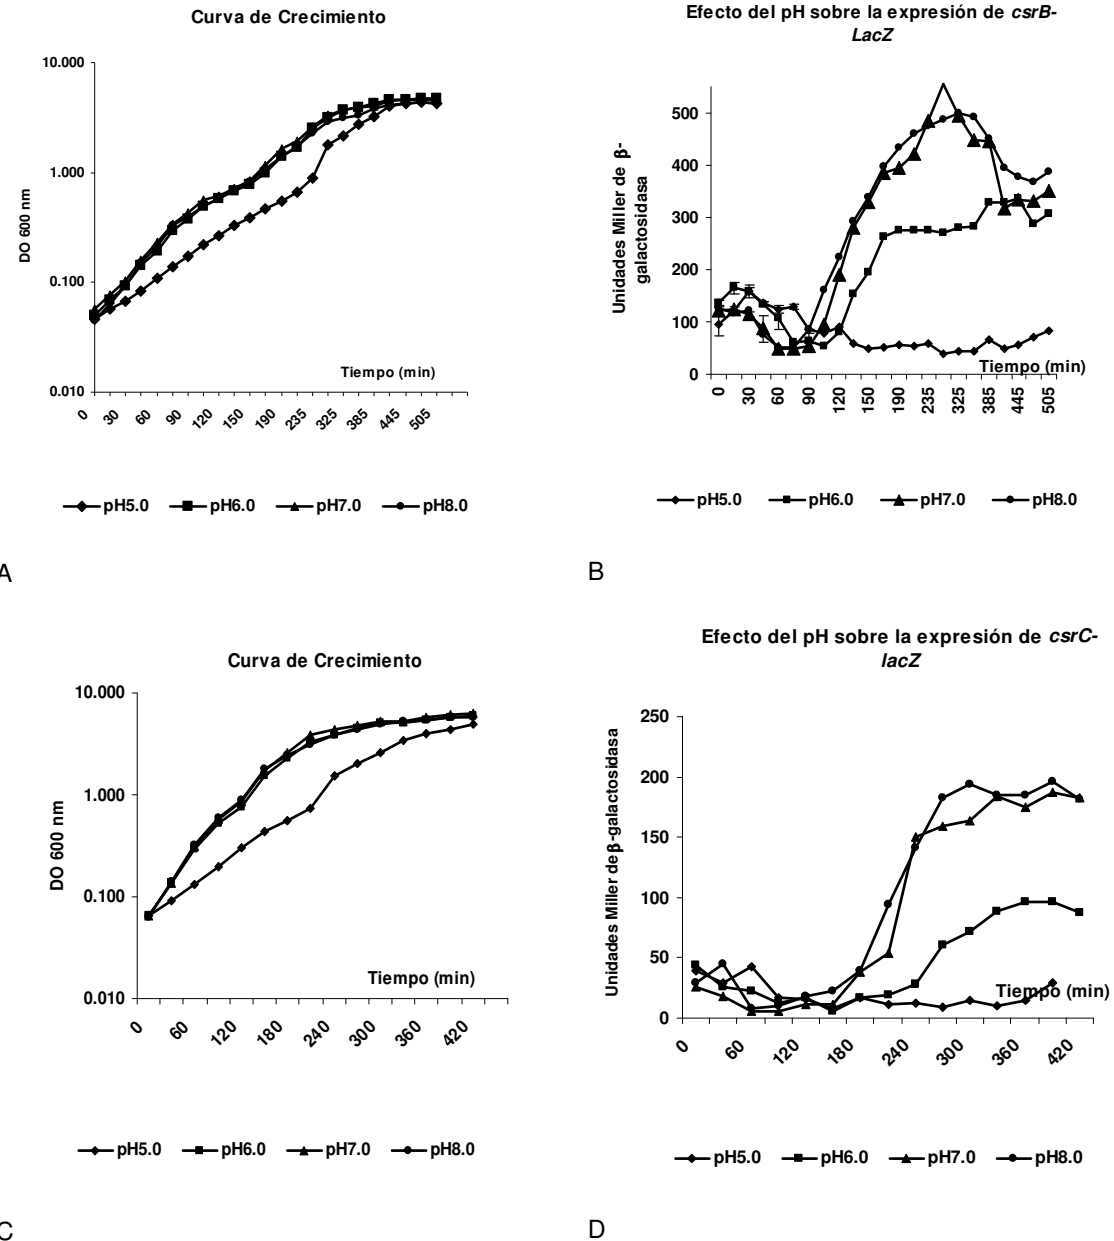 Curva de Crecimiento
10.000
1.000
0.100
0.010
DO 600 nm
Tiempo (min)
0 30 60 90 120 150 190 235 325 385 445 505
pH5.0 pH6.0 pH7.0 pH8.0
A
Efecto del pH sobre la expresión de csrB-
LacZ
500
400
300
200
100
0
Unidades Miller de β-
galactosidasa
Tiempo (min)
0 30 60 90 120 150 190 235 325 385 445 505
pH5.0 pH6.0 pH7.0 pH8.0
B
Curva de Crecimiento
10.000
1.000
0.100
0.010
DO 600 nm
Tiempo (min)
0 60 120 180 240 300 360 420
pH5.0 pH6.0 pH7.0 pH8.0
C
Efecto del pH sobre la expresión de csrC-
lacZ
250
200
150
100
50
0
Unidades Miller de β-galactosidasa
Tiempo (min)
0 60 120 180 240 300 360 420
pH5.0 pH6.0 pH7.0 pH8.0
D